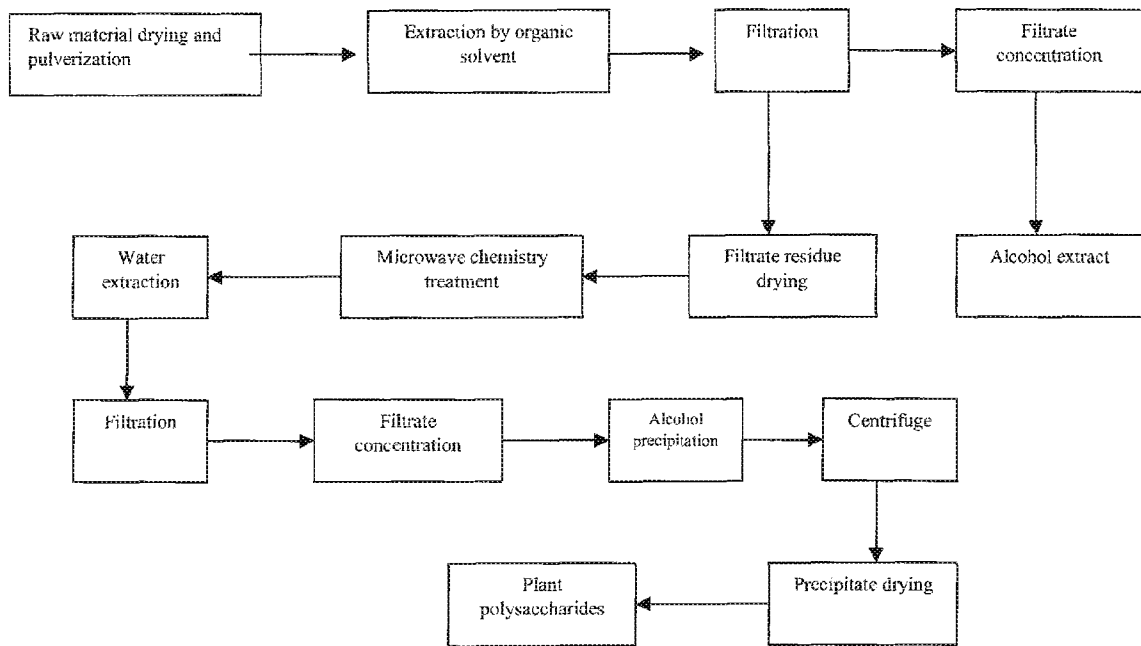 Raw material drying and
pulverization
Extraction by organic
solvent
Filtration
Filtrate
concentration
Water
extraction
Microwave chemistry
treatment
Filtrate residue
drying
Alcohol extract
Filtration
Filtrate
concentration
Alcohol
precipitation
Centrifuge
Plant
polysaccharides
Precipitate drying